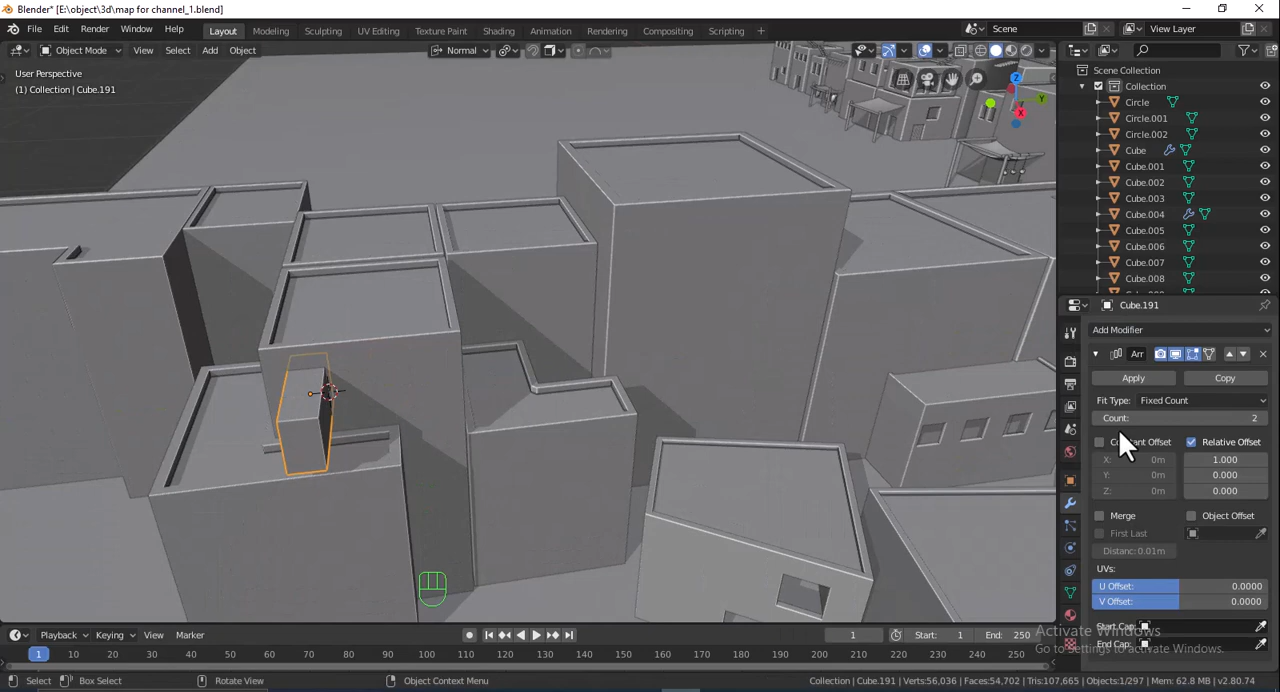 Blender* [E:\object\3d\map for channel_1.blend]
File Edit Render Window Help Layout Modeling Sculpting UV Editing Texture Paint Shading Animation Rendering Compositing Scripting + Scene View Layer
Object Mode View Select Add Object Normal
User Perspective
(1) Collection | Cube.191
Z
Y
X
Scene Collection
Collection
Circle
Circle.001
Circle.002
Cube
Cube.001
Cube.002
Cube.003
Cube.004
Cube.005
Cube.006
Cube.007
Cube.008
Cube.191
Add Modifier
Arr
Apply Copy
Fit Type: Fixed Count
Count: 2
Offset Relative Offset
X: 0m 1.000
Y: 0m 0.000
Z: 0m 0.000
Merge Object Offset
First Last
Distanc: 0.01m
UVs:
U Offset: 0.0000
V Offset: 0.0000
Start Cap:
End Cap:
Activate Windows
Go to Settings to activate Windows.
Playback Keying View Marker 1 Start: 1 End: 250
1 10 20 30 40 50 60 70 80 90 100 110 120 130 140 150 160 170 180 190 200 210 220 230 240 250
Select Box Select Rotate View Object Context Menu Collection | Cube.191 | Verts:56,036 | Faces:54,702 | Tris:107,665 | Objects:1/297 | Mem: 62.8 MB | v2.80.74